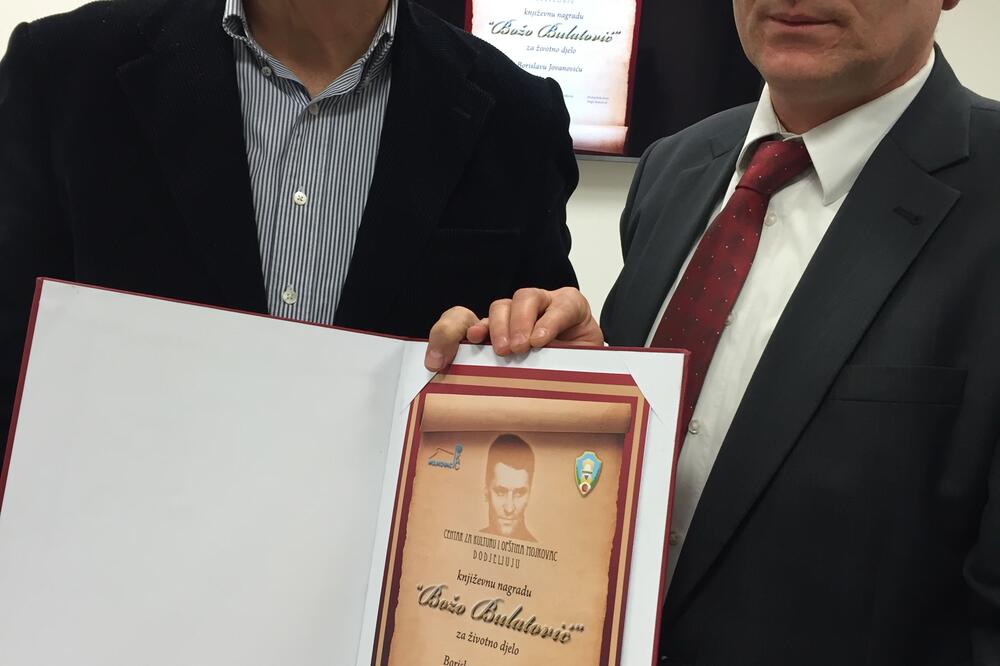 književnu nagradu
"Božo Bulatović"
za životno djelo
Borislavu Jovanoviću
MOJKOVAC
CENTAR ZA KULTURU I OPŠTINA MOJKOVAC
DODJELJUJU
književnu nagradu
"Božo Bulatović"
za životno djelo